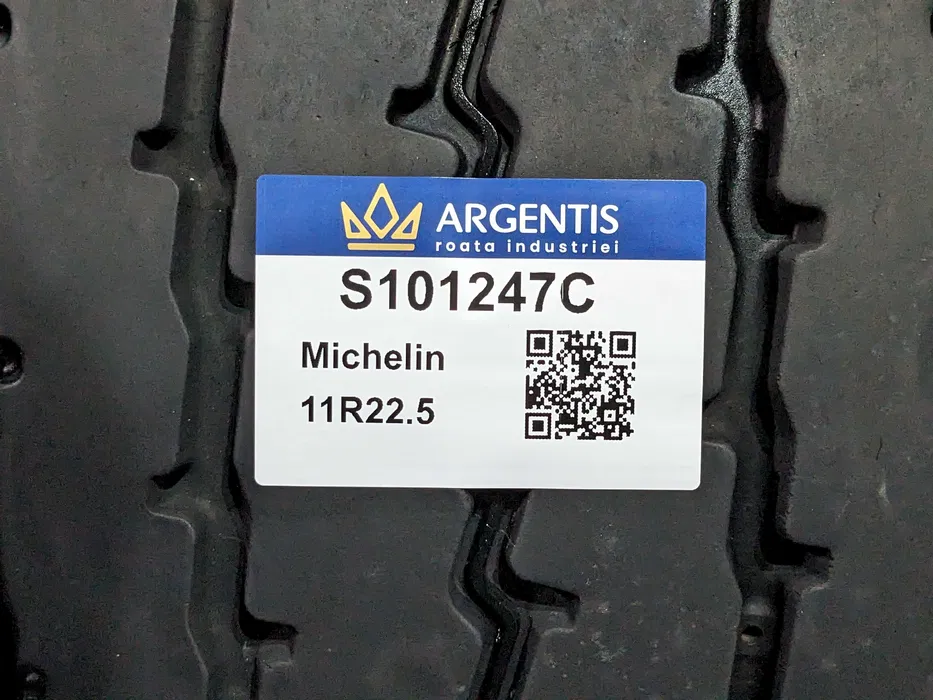 ARGENTIS
roata industriei
S101247C
Michelin
11R22.5